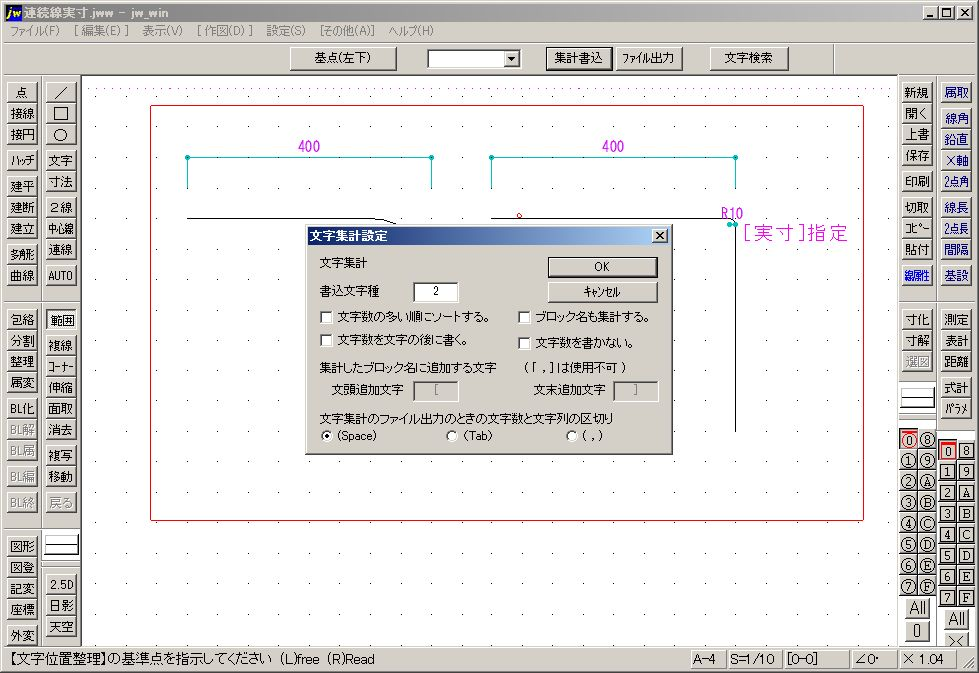 連続線実寸.jww - jw_win
ファイル(F) [編集(E)] 表示(V) [作図(D)] 設定(S) [その他(A)] ヘルプ(H)
基点(左下) 集計書込 ファイル出力 文字検索
点 ／ 新規 属取
接線 □ 開く 線角
接円 ○ 上書 鉛直
ハッチ 文字 保存 X軸
建平 寸法 印刷 2点角
建断 2線 切取 線長
建立 中心線 コピー 2点長
多角形 連線 貼付 間隔
曲線 AUTO 線属性 基設
包絡 範囲 寸化 測定
分割 複線 寸解 表計
整理 コーナー 選図 距離
属変 伸縮 式計
BL化 面取 パラメ
BL解 消去
BL属 複写
BL編 移動
BL終 戻る
図形
図登 2.5D
記変 日影
座標 天空
外変
400 400
R10
[実寸]指定
文字集計設定
文字集計 OK
書込文字種 2 キャンセル
文字数の多い順にソートする。 ブロック名も集計する。
文字数を文字の後に書く。 文字数を書かない。
集計したブロック名に追加する文字 (「 , 」は使用不可 )
文頭追加文字 [ 文末追加文字 ]
文字集計のファイル出力のときの文字数と文字列の区切り
(Space) (Tab) ( , )
0 8 0 8
1 9 1 9
2 A 2 A
3 B 3 B
4 C 4 C
5 D 5 D
6 E 6 E
7 F 7 F
All All
0 ×
【文字位置整理】の基準点を指示してください (L)free (R)Read A-4 S=1/10 [0-0] ∠0° × 1.04